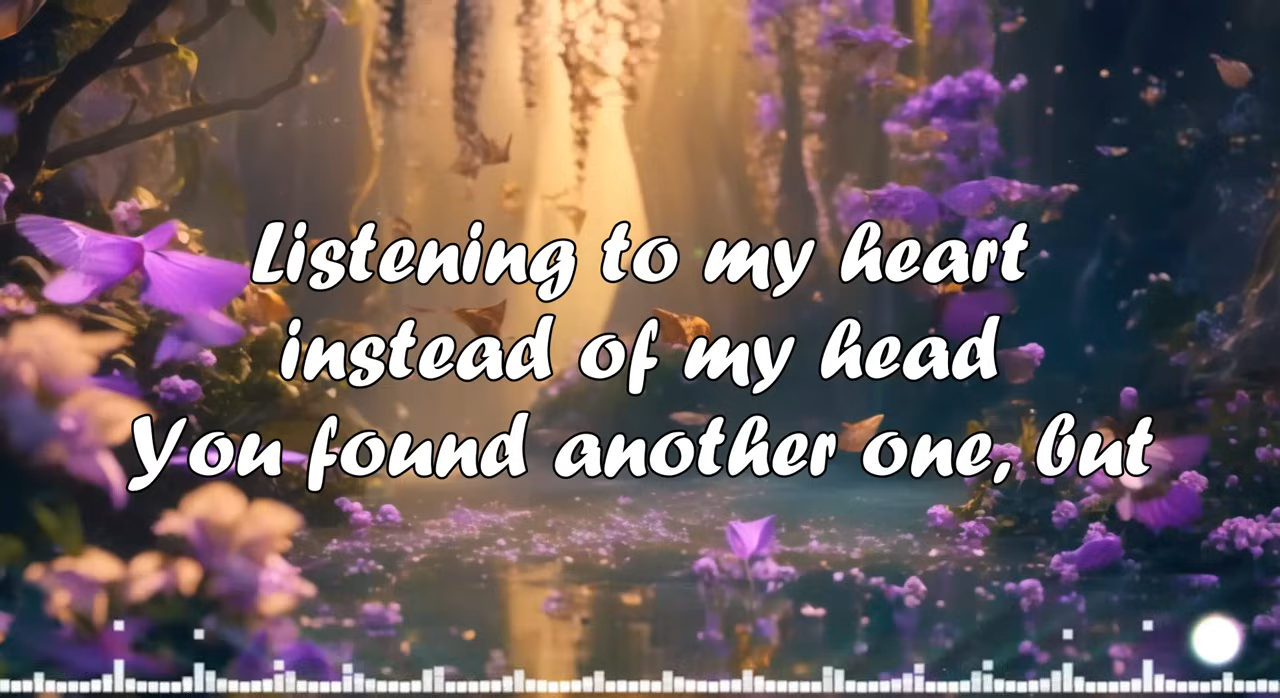 Listening to my heart
instead of my head
You found another one, but